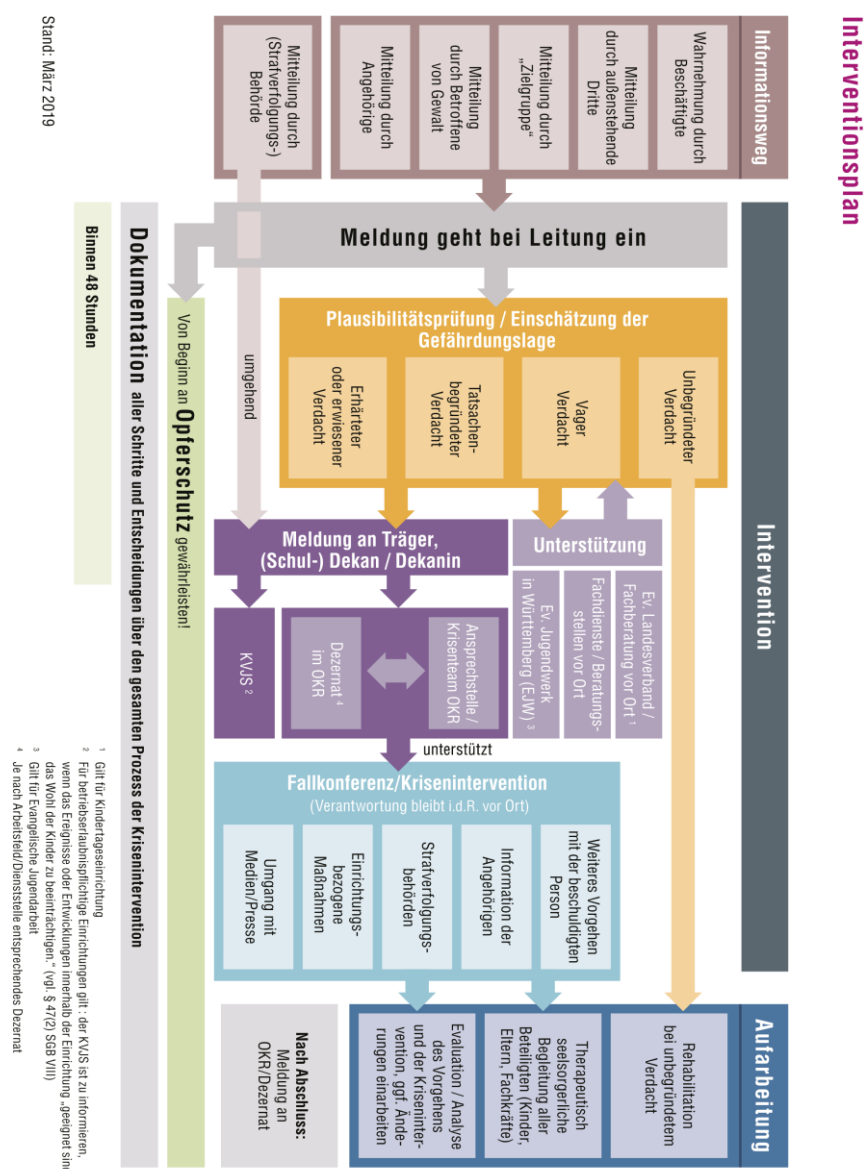 Interventionsplan
Informationsweg
Wahrnehmung durch
Beschäftigte
Mitteilung
durch außenstehende
Dritte
Mitteilung durch
„Zielgruppe“
Mitteilung
durch Betroffene
von Gewalt
Mitteilung durch
Angehörige
Mitteilung durch
(Strafverfolgungs-)
Behörde
Intervention
Meldung geht bei Leitung ein
Plausibilitätsprüfung / Einschätzung der
Gefährdungslage
Unbegründeter
Verdacht
Vager
Verdacht
Tatsachen-
begründeter
Verdacht
Erhärteter
oder erwiesener
Verdacht
umgehend
Unterstützung
Ev. Landesverband /
Fachberatung vor Ort ¹
Fachdienste / Beratungs-
stellen vor Ort
Ev. Jugendwerk
in Württemberg (EJW) ³
Meldung an Träger,
(Schul-) Dekan / Dekanin
Ansprechstelle /
Krisenteam OKR
Dezernat ⁴
im OKR
KVJS ²
unterstützt
Fallkonferenz/Krisenintervention
(Verantwortung bleibt i.d.R. vor Ort)
Weiteres Vorgehen
mit der beschuldigten
Person
Information der
Angehörigen
Strafverfolgungs-
behörden
Einrichtungs-
bezogene
Maßnahmen
Umgang mit
Medien/Presse
Aufarbeitung
Rehabilitation
bei unbegründetem
Verdacht
Therapeutisch
seelsorgerliche
Begleitung aller
Beteiligten (Kinder,
Eltern, Fachkräfte)
Evaluation / Analyse
des Vorgehens
und der Kriseninter-
vention, ggf. Ände-
rungen einarbeiten
Nach Abschluss:
Meldung an
OKR/Dezernat
Von Beginn an Opferschutz gewährleisten!
Dokumentation aller Schritte und Entscheidungen über den gesamten Prozess der Krisenintervention
Binnen 48 Stunden
¹ Gilt für Kindertageseinrichtung
² Für betriebserlaubnispflichtige Einrichtungen gilt : der KVJS ist zu informieren,
wenn das Ereignisse oder Entwicklungen innerhalb der Einrichtung „geeignet sin
das Wohl der Kinder zu beeinträchtigen.“ (vgl. § 47(2) SGB VIII)
³ Gilt für Evangelische Jugendarbeit
⁴ Je nach Arbeitsfeld/Dienststelle entsprechendes Dezernat
Stand: März 2019